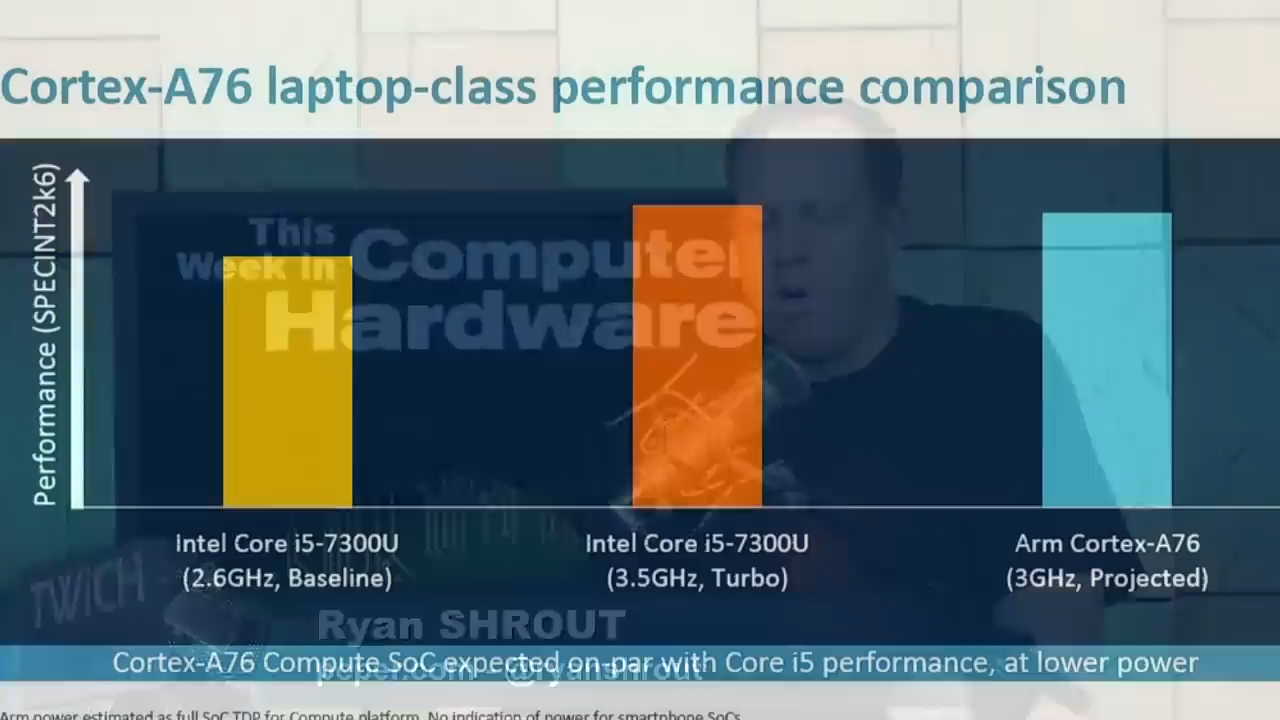 Cortex-A76 laptop-class performance comparison
Performance (SPECINT2k6)
This
Week in
Computer
Hardware
Intel Core i5-7300U
(2.6GHz, Baseline)
Intel Core i5-7300U
(3.5GHz, Turbo)
Arm Cortex-A76
(3GHz, Projected)
TWiCH
Ryan SHROUT
Cortex-A76 Compute SoC expected on-par with Core i5 performance, at lower power
pcper.com - @ryanshrout
Arm power estimated as full SoC TDP for Compute platform. No indication of power for smartphone SoCs